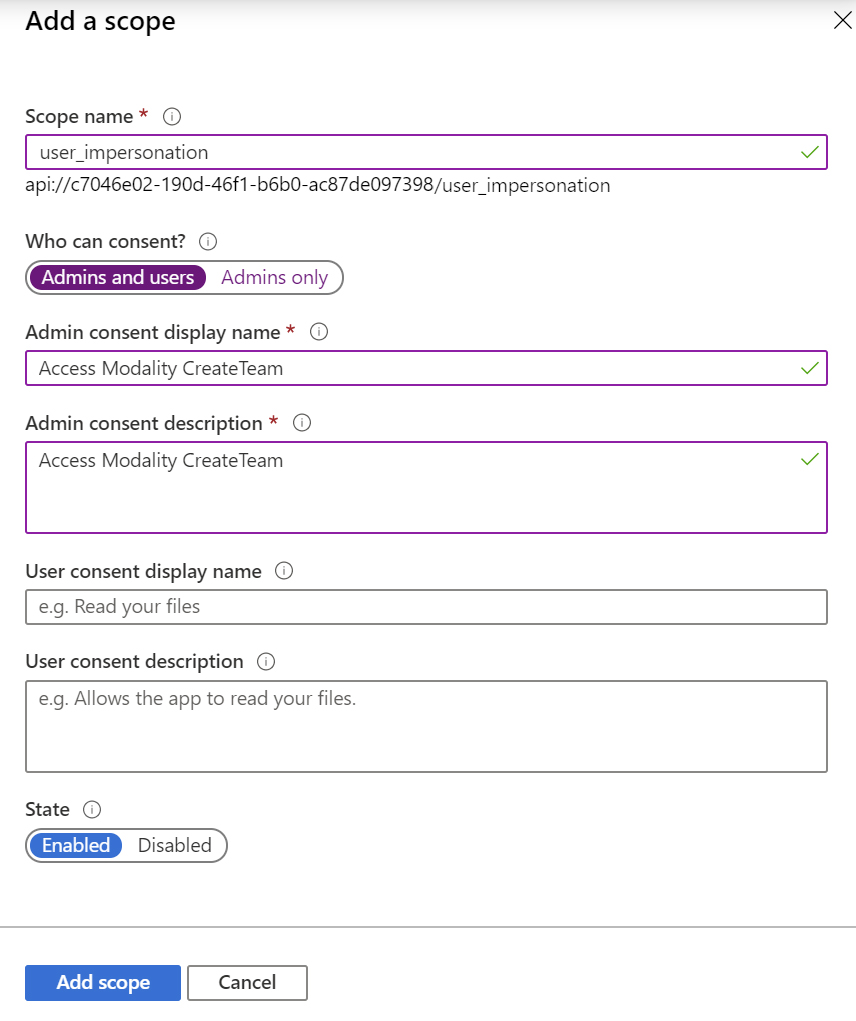 Add a scope
Scope name *
user_impersonation
api://c7046e02-190d-46f1-b6b0-ac87de097398/user_impersonation
Who can consent?
Admins and users Admins only
Admin consent display name *
Access Modality CreateTeam
Admin consent description *
Access Modality CreateTeam
User consent display name
e.g. Read your files
User consent description
e.g. Allows the app to read your files.
State
Enabled Disabled
Add scope Cancel